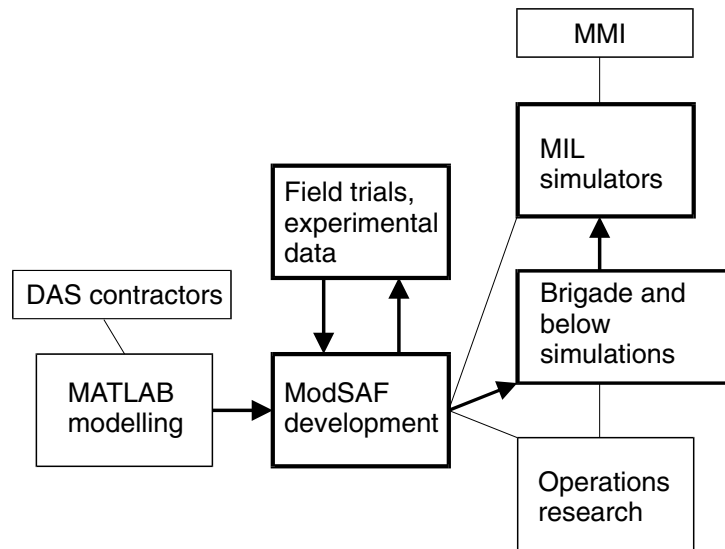 MMI
MIL
simulators
Field trials,
experimental
data
DAS contractors
Brigade and
below
simulations
MATLAB
modelling
ModSAF
development
Operations
research